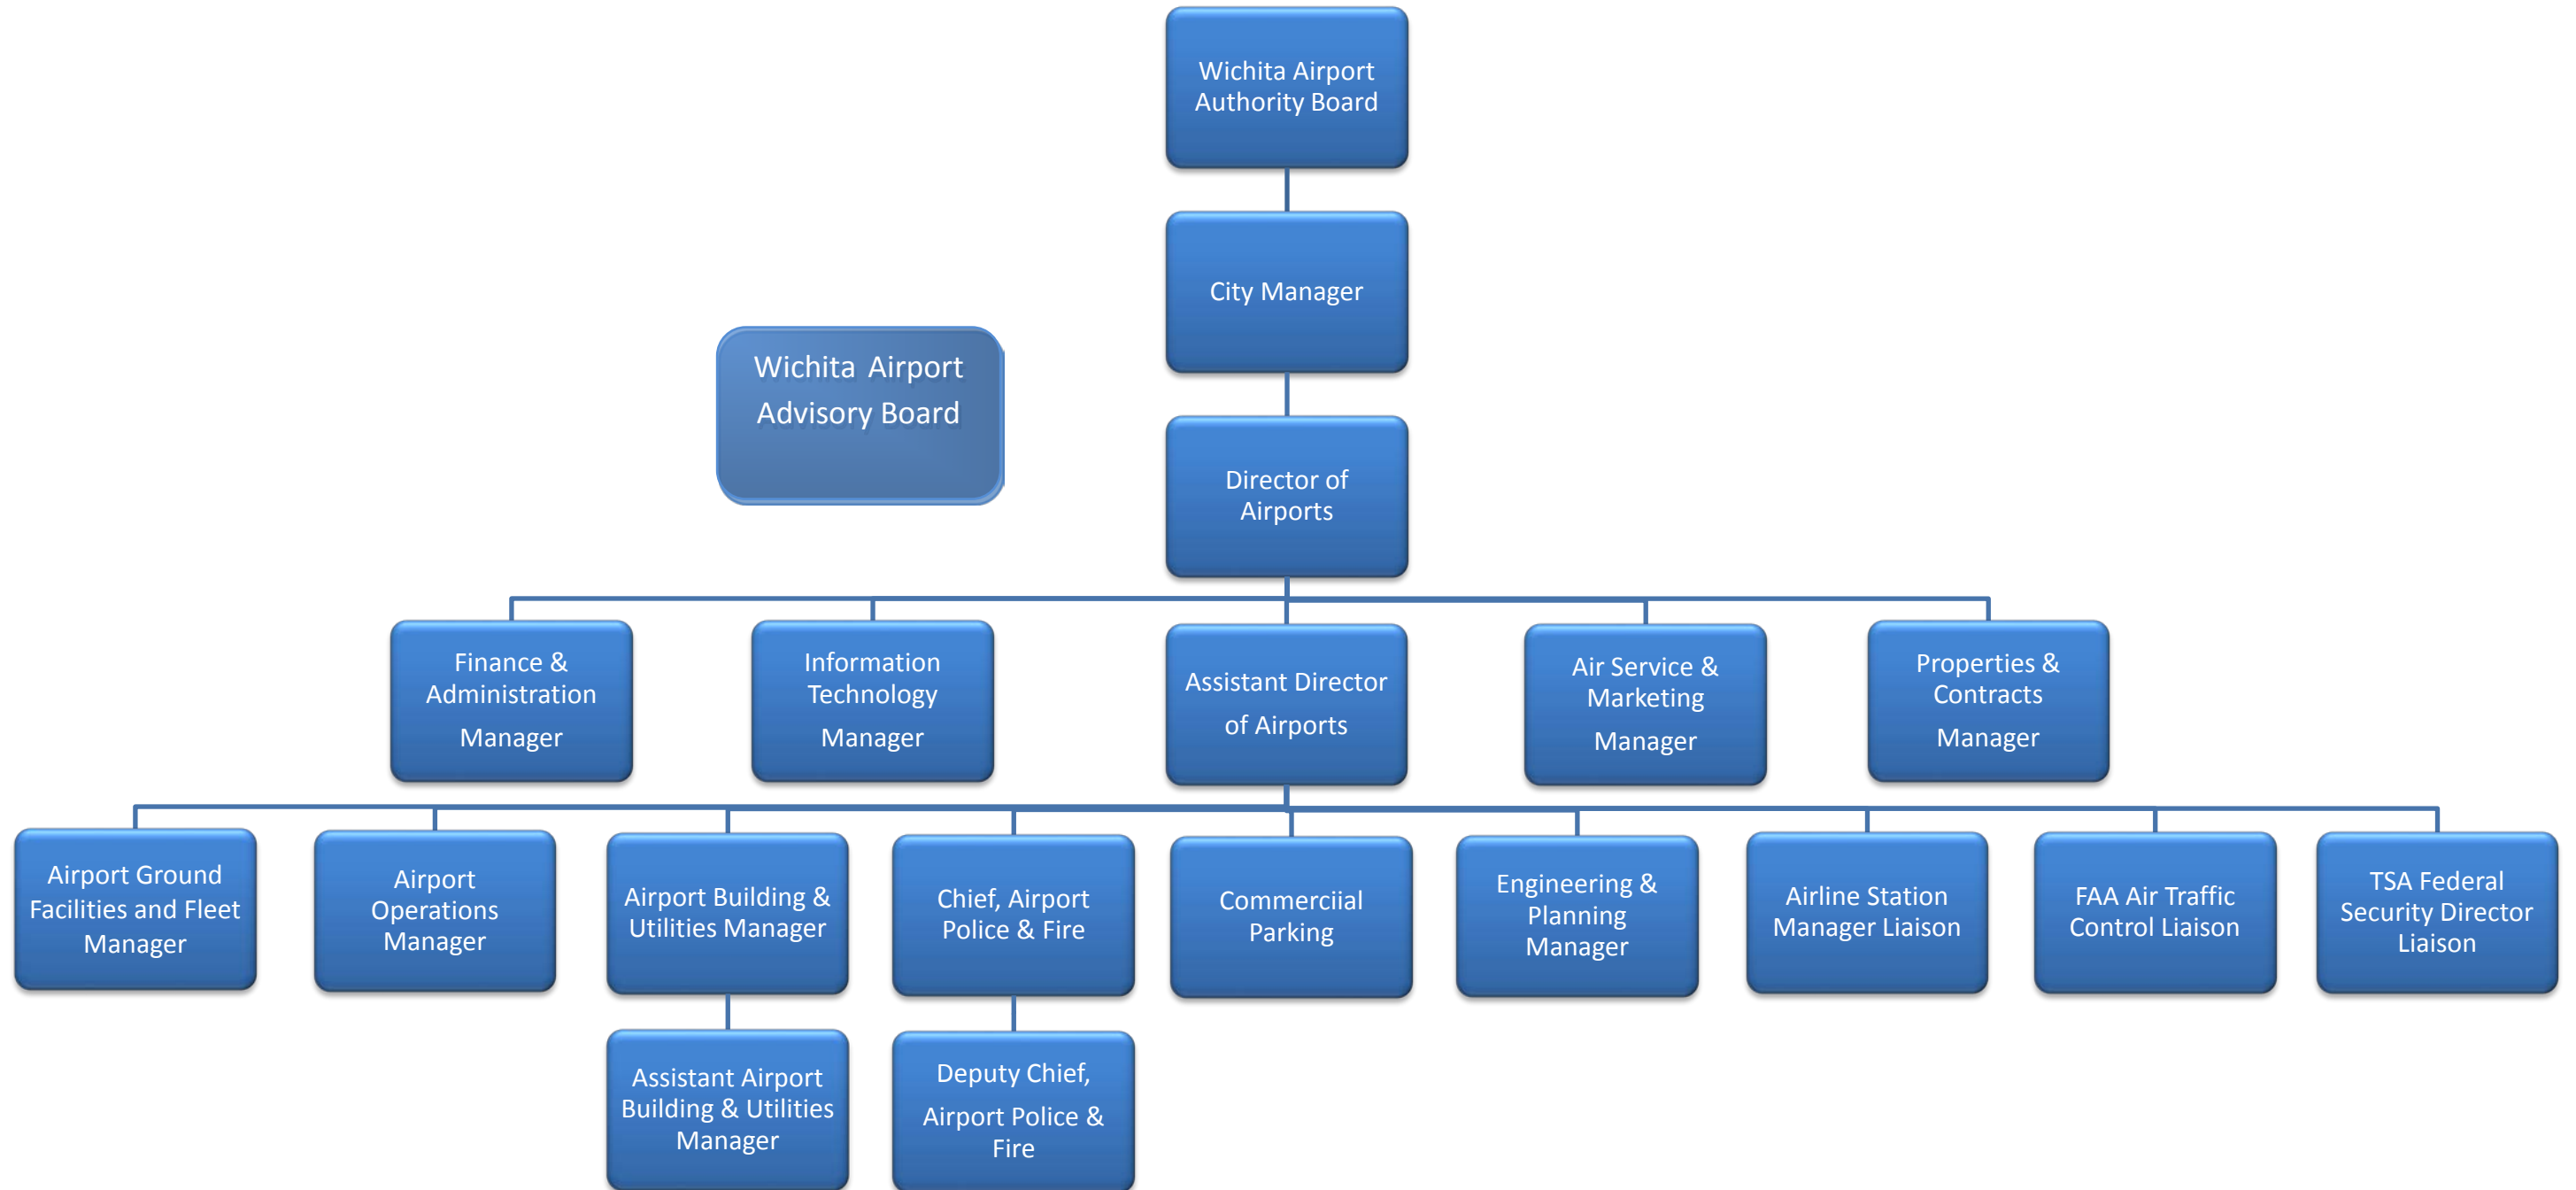 Wichita Airport
Authority Board
City Manager
Wichita Airport
Advisory Board
Director of
Airports
Finance &
Administration
Manager
Information
Technology
Manager
Assistant Director
of Airports
Air Service &
Marketing
Manager
Properties &
Contracts
Manager
Airport Ground
Facilities and Fleet
Manager
Airport
Operations
Manager
Airport Building &
Utilities Manager
Chief, Airport
Police & Fire
Commerciial
Parking
Engineering &
Planning
Manager
Airline Station
Manager Liaison
FAA Air Traffic
Control Liaison
TSA Federal
Security Director
Liaison
Assistant Airport
Building & Utilities
Manager
Deputy Chief,
Airport Police &
Fire